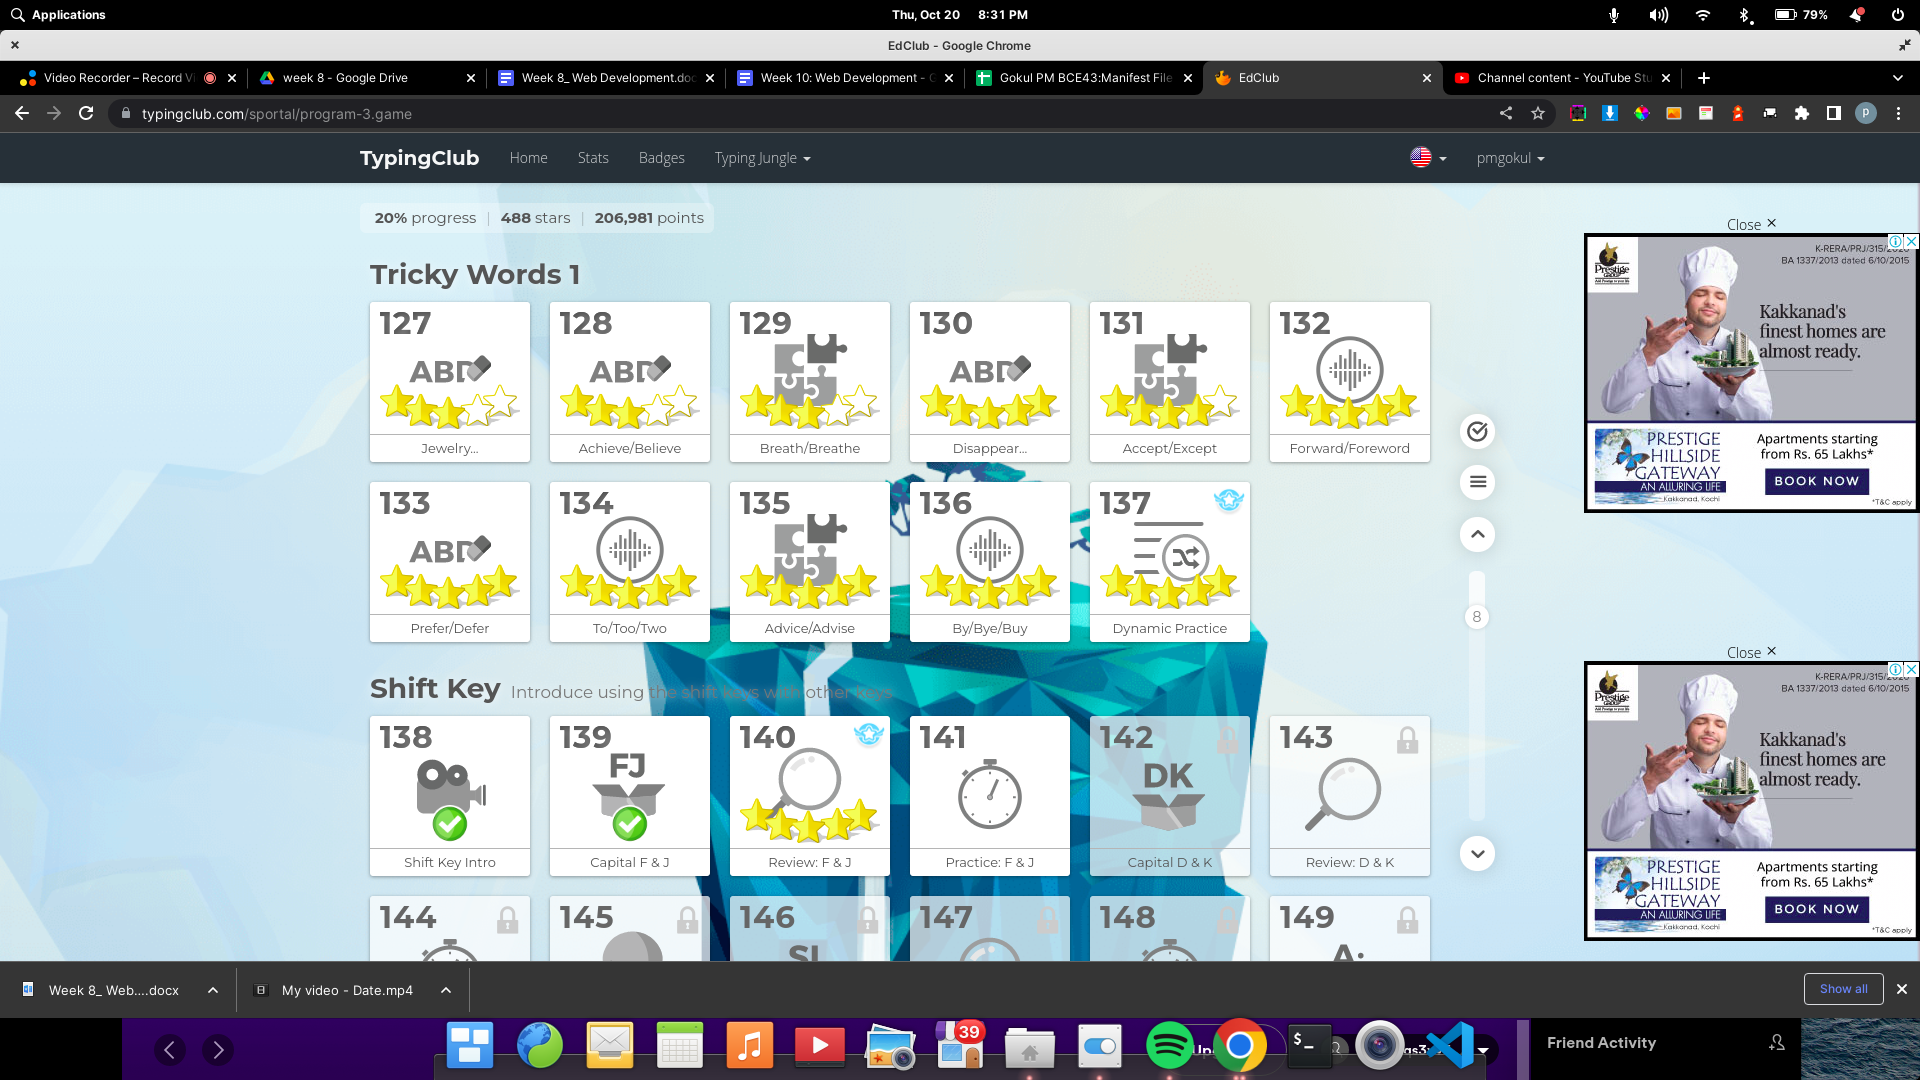 Applications
Thu, Oct 20 8:31 PM
79%
EdClub - Google Chrome
Video Recorder – Record Vi
week 8 - Google Drive
Week 8_ Web Development.doc
Week 10: Web Development - G
Gokul PM BCE43:Manifest File
EdClub
Channel content - YouTube Stu
typingclub.com/sportal/program-3.game
p
TypingClub
Home
Stats
Badges
Typing Jungle
pmgokul
20% progress | 488 stars | 206,981 points
Tricky Words 1
127
ABD
Jewelry...
128
ABD
Achieve/Believe
129
Breath/Breathe
130
ABD
Disappear...
131
Accept/Except
132
Forward/Foreword
133
ABD
Prefer/Defer
134
To/Too/Two
135
Advice/Advise
136
By/Bye/Buy
137
Dynamic Practice
Shift Key Introduce using the shift keys with other keys
138
Shift Key Intro
139
FJ
Capital F & J
140
Review: F & J
141
Practice: F & J
142
DK
Capital D & K
143
Review: D & K
144
145
146
SL
147
148
149
A;
8
Close
K-RERA/PRJ/315/2020
BA 1337/2013 dated 6/10/2015
Prestige
GROUP
Kakkanad's
finest homes are
almost ready.
PRESTIGE
HILLSIDE
GATEWAY
AN ALLURING LIFE
Kakkanad, Kochi
Apartments starting
from Rs. 65 Lakhs*
BOOK NOW
*T&C apply
Close
K-RERA/PRJ/315/2020
BA 1337/2013 dated 6/10/2015
Prestige
GROUP
Kakkanad's
finest homes are
almost ready.
PRESTIGE
HILLSIDE
GATEWAY
AN ALLURING LIFE
Kakkanad, Kochi
Apartments starting
from Rs. 65 Lakhs*
BOOK NOW
*T&C apply
Week 8_ Web....docx
My video - Date.mp4
Show all
39
Friend Activity